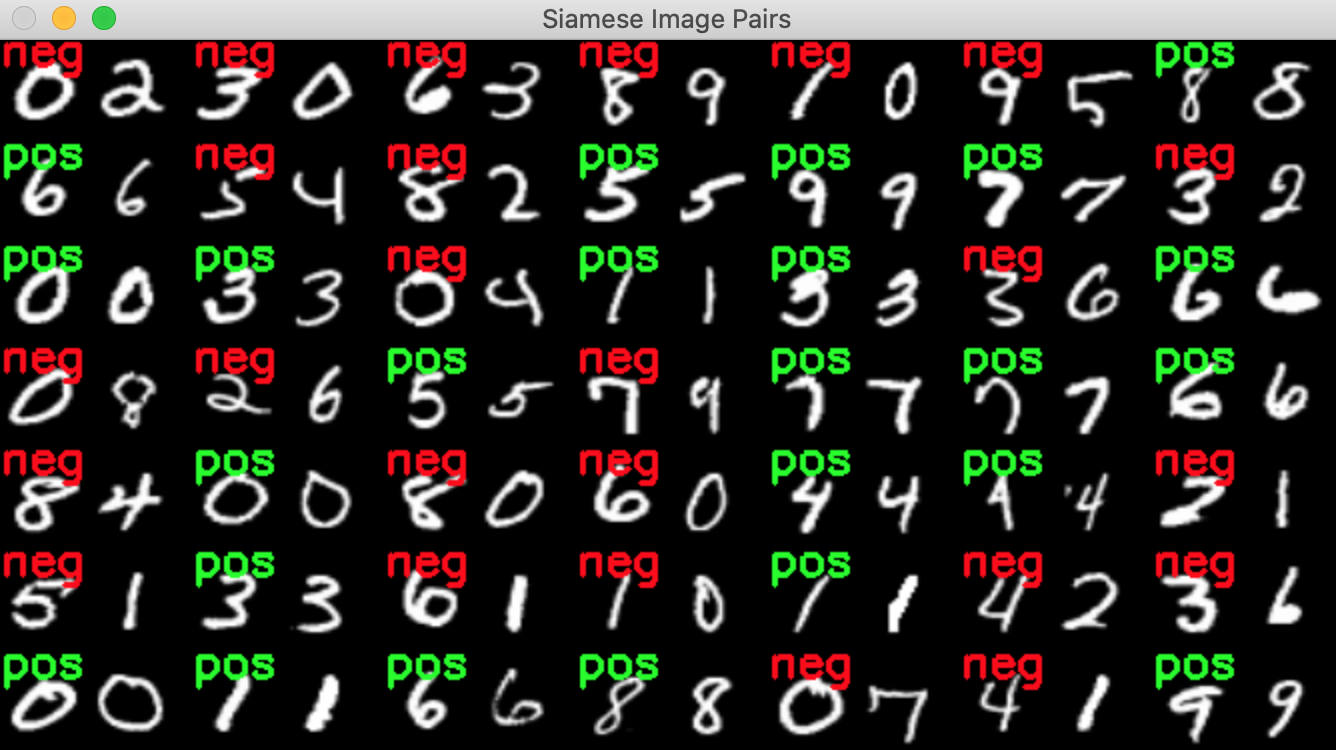 Siamese Image Pairs
neg neg neg neg neg neg pos
0 2 3 0 6 3 8 9 1 0 9 5 8 8
pos neg neg pos pos pos neg
6 6 5 4 8 2 5 5 9 9 7 7 3 2
pos pos neg pos pos neg pos
0 0 3 3 0 4 1 1 3 3 3 6 6 6
neg neg pos neg pos pos pos
0 8 2 6 5 5 7 9 7 7 7 7 6 6
neg pos neg neg pos pos neg
8 4 0 0 8 0 6 0 4 4 4 4 2 1
neg pos neg neg pos neg neg
5 1 3 3 6 1 1 0 1 1 4 2 3 6
pos pos pos pos neg neg pos
0 0 1 1 6 6 8 8 0 7 4 1 9 9